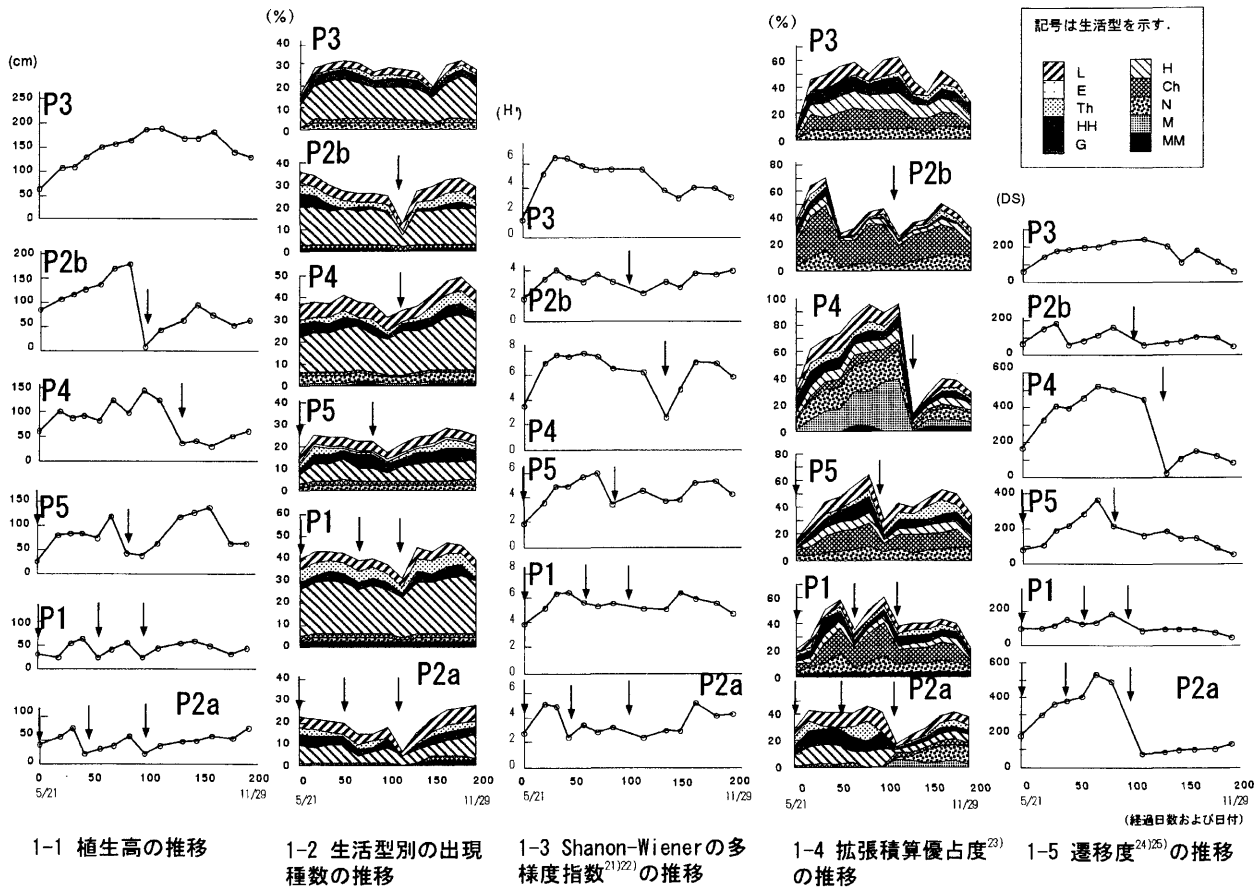 (cm)
250
200
150
100
50
0
P3
200
150
100
50
0
P2b
150
100
50
0
P4
150
100
50
0
P5
100
50
0
P1
100
50
0
P2a
0 50 100 150 200
5/21 11/29
1-1 植生高の推移
(%)
40
30
20
10
0
P3
40
30
20
10
0
P2b
50
40
30
20
10
0
P4
40
30
20
10
0
P5
60
50
40
30
20
10
0
P1
40
30
20
10
0
P2a
0 50 100 150 200
5/21 11/29
1-2 生活型別の出現
種数の推移
(H')
6
4
2
0
P3
4
2
0
P2b
8
6
4
2
0
P4
6
4
2
0
P5
8
6
4
2
0
P1
6
4
2
0
P2a
0 50 100 150 200
5/21 11/29
1-3 Shanon-Wienerの多
様度指数21)22)の推移
(%)
60
40
20
0
P3
80
60
40
20
0
P2b
100
80
60
40
20
0
P4
80
60
40
20
0
P5
60
40
20
0
P1
40
20
0
P2a
0 50 100 150 200
5/21 11/29
1-4 拡張積算優占度23)
の推移
記号は生活型を示す.
L
E
Th
HH
G
H
Ch
N
M
MM
(DS)
200
0
P3
200
0
P2b
600
400
200
0
P4
400
200
0
P5
200
0
P1
600
400
200
0
P2a
0 50 100 150 200
5/21 11/29
(経過日数および日付)
1-5 遷移度24)25)の推移